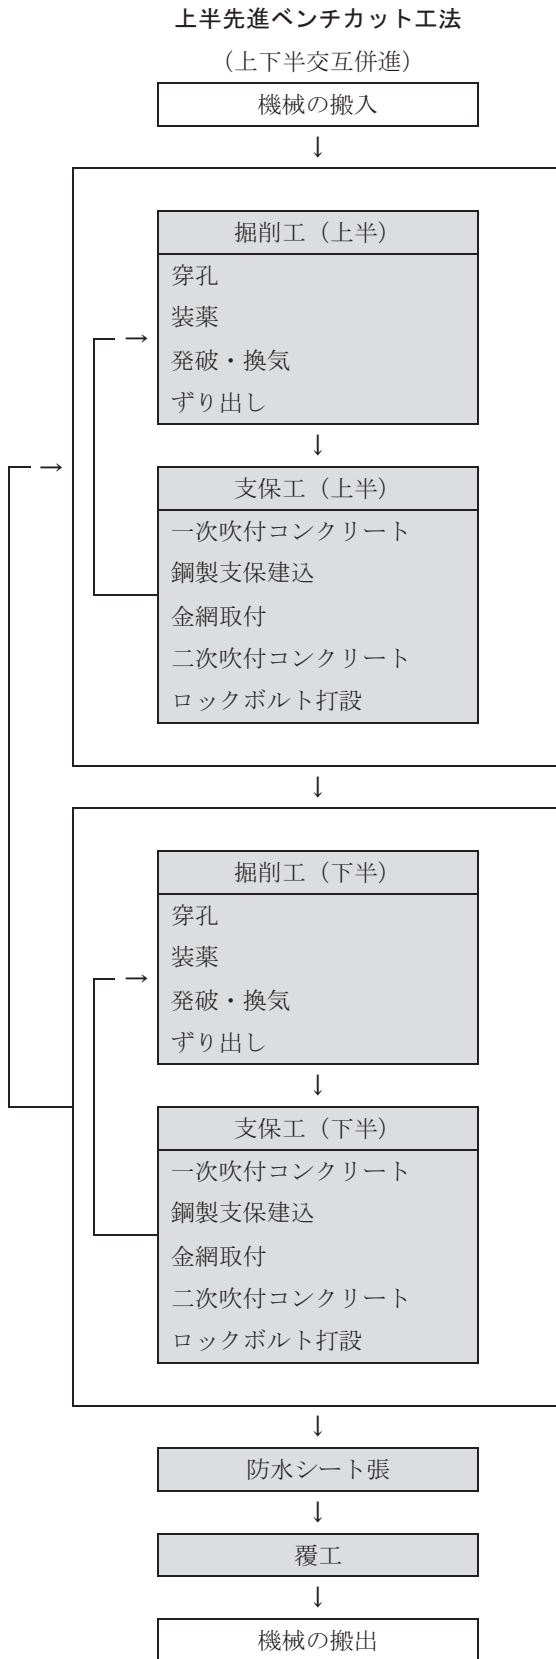 上半先進ベンチカット工法
（上下半交互併進）
機械の搬入
↓
掘削工（上半）
穿孔
装薬
→
発破・換気
ずり出し
↓
→
支保工（上半）
一次吹付コンクリート
鋼製支保建込
金網取付
二次吹付コンクリート
ロックボルト打設
↓
掘削工（下半）
穿孔
装薬
→
発破・換気
ずり出し
↓
支保工（下半）
一次吹付コンクリート
鋼製支保建込
金網取付
二次吹付コンクリート
ロックボルト打設
↓
防水シート張
↓
覆工
↓
機械の搬出